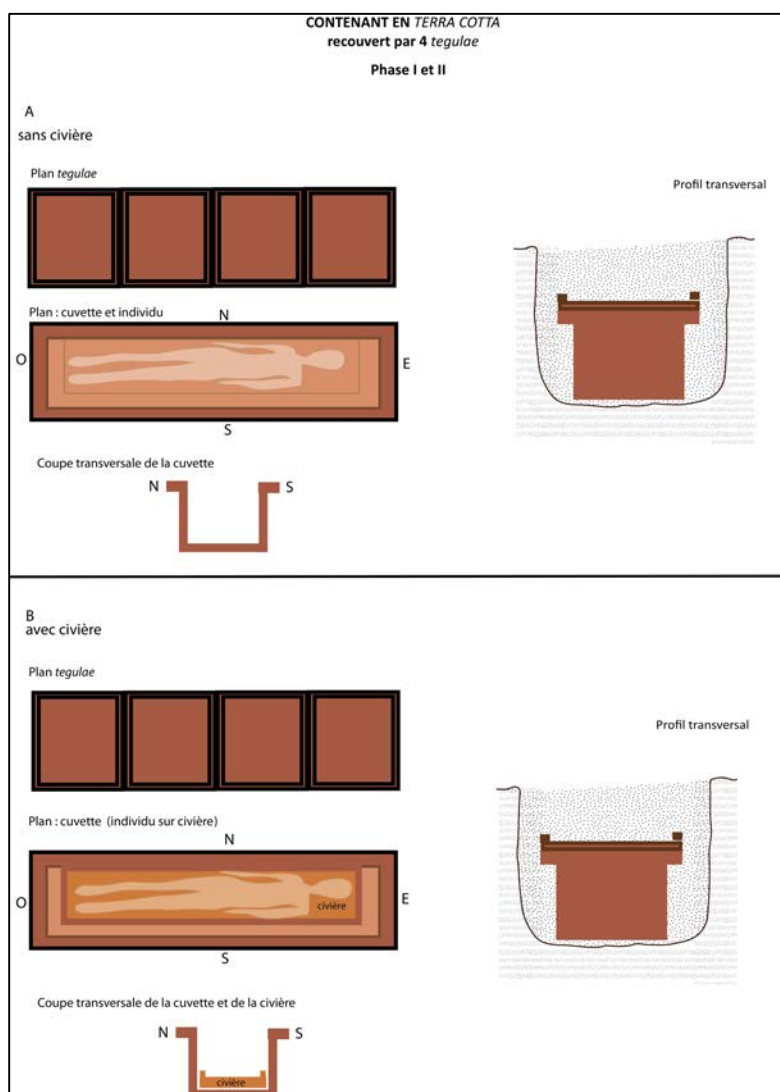 CONTENANT EN TERRA COTTA
recouvert par 4 tegulae
Phase I et II
A
sans civière
Plan tegulae
Profil transversal
Plan : cuvette et individu
N
O
E
S
Coupe transversale de la cuvette
N
S
B
avec civière
Plan tegulae
Profil transversal
Plan : cuvette (individu sur civière)
N
O
civière
E
S
Coupe transversale de la cuvette et de la civière
N
S
civière